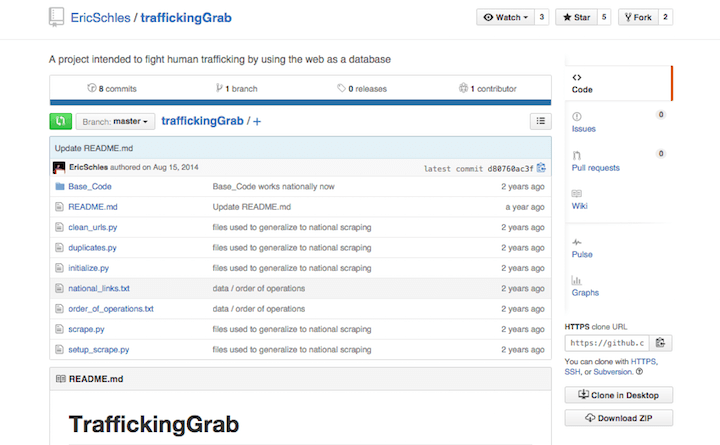 EricSchles / traffickingGrab
Watch 3 Star 5 Fork 2
A project intended to fight human trafficking by using the web as a database
8 commits 1 branch 0 releases 1 contributor
Branch: master traffickingGrab / +
Update README.md
EricSchles authored on Aug 15, 2014 latest commit d80760ac3f
Base_Code Base_Code works nationally now 2 years ago
README.md Update README.md a year ago
clean_urls.py files used to generalize to national scraping 2 years ago
duplicates.py files used to generalize to national scraping 2 years ago
initialize.py files used to generalize to national scraping 2 years ago
national_links.txt data / order of operations 2 years ago
order_of_operations.txt data / order of operations 2 years ago
scrape.py files used to generalize to national scraping 2 years ago
setup_scrape.py files used to generalize to national scraping 2 years ago
README.md
TraffickingGrab
Code
Issues 0
Pull requests 0
Wiki
Pulse
Graphs
HTTPS clone URL
https://github.c
You can clone with HTTPS,
SSH, or Subversion.
Clone in Desktop
Download ZIP